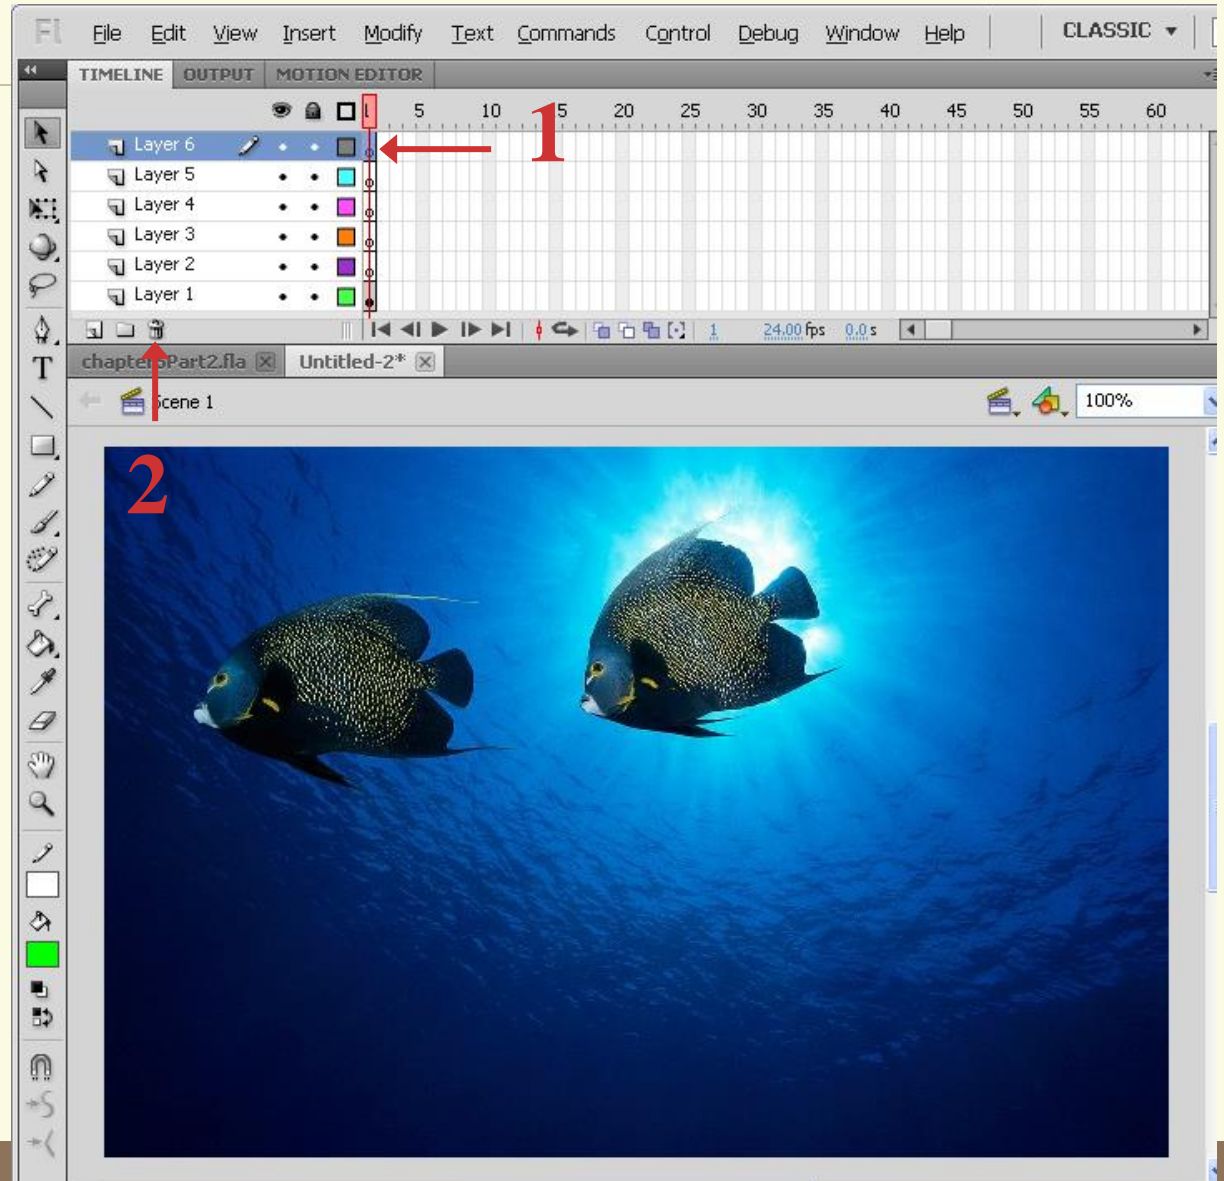 Fl File Edit View Insert Modify Text Commands Control Debug Window Help CLASSIC
TIMELINE OUTPUT MOTION EDITOR
1 5 10 15 20 25 30 35 40 45 50 55 60
1
Layer 6
Layer 5
Layer 4
Layer 3
Layer 2
Layer 1
1 24.00 fps 0.0 s
Untitled-2*
Scene 1 100%
2
T